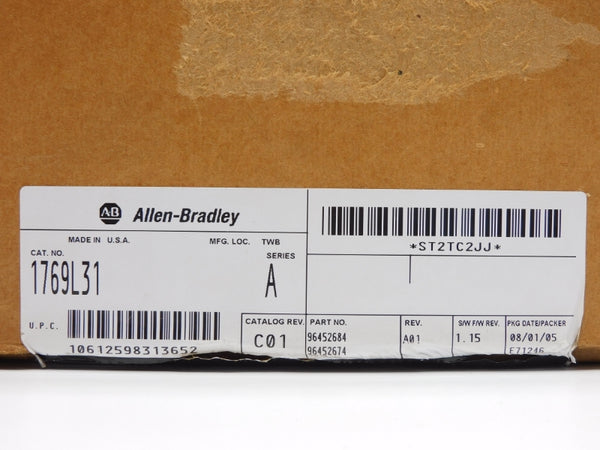 AB Allen-Bradley
*ST2TC2JJ*
MADE IN U.S.A. MFG. LOC. TWB
CAT. NO. SERIES
1769L31 A
U.P.C.
10612598313652
CATALOG REV. PART NO. REV. S/W F/W REV. PKG DATE/PACKER
C01 96452684 A01 1.15 08/01/05
96452674 E71246